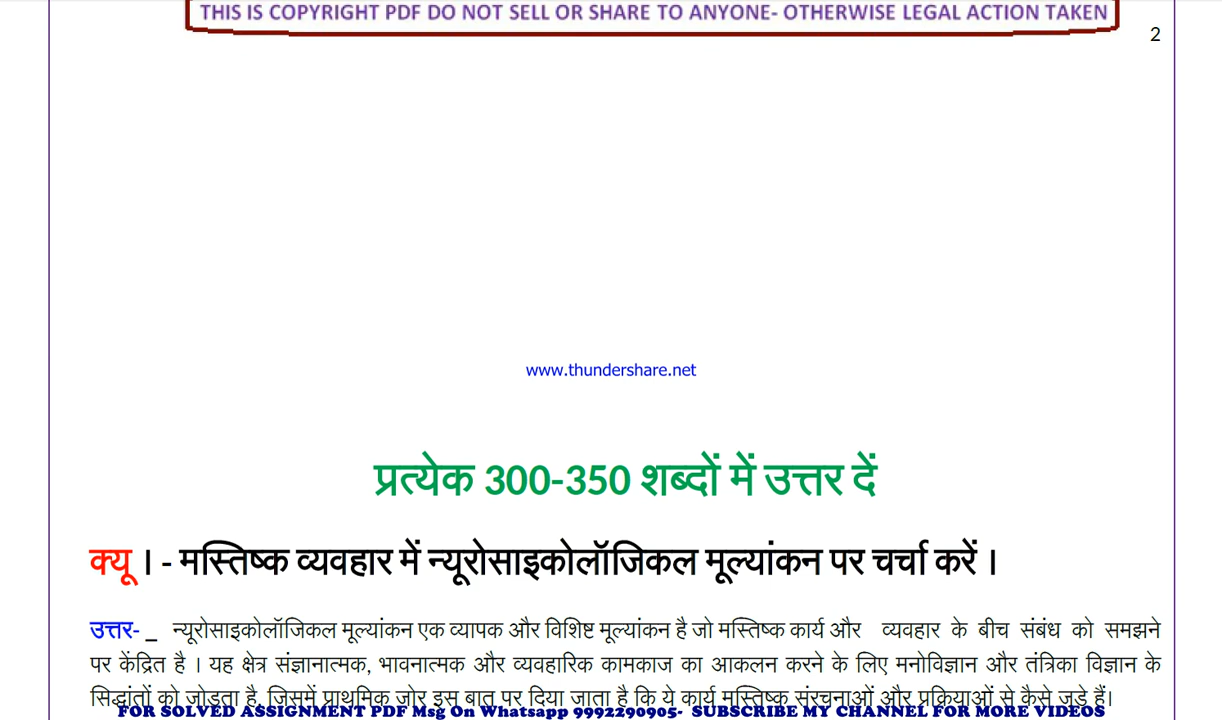 THIS IS COPYRIGHT PDF DO NOT SELL OR SHARE TO ANYONE- OTHERWISE LEGAL ACTION TAKEN
2
www.thundershare.net
प्रत्येक 300-350 शब्दों में उत्तर दें
क्यू । - मस्तिष्क व्यवहार में न्यूरोसाइकोलॉजिकल मूल्यांकन पर चर्चा करें ।
उत्तर- _ न्यूरोसाइकोलॉजिकल मूल्यांकन एक व्यापक और विशिष्ट मूल्यांकन है जो मस्तिष्क कार्य और व्यवहार के बीच संबंध को समझने
पर केंद्रित है । यह क्षेत्र संज्ञानात्मक, भावनात्मक और व्यवहारिक कामकाज का आकलन करने के लिए मनोविज्ञान और तंत्रिका विज्ञान के
सिद्धांतों को जोड़ता है, जिसमें प्राथमिक जोर इस बात पर दिया जाता है कि ये कार्य मस्तिष्क संरचनाओं और प्रक्रियाओं से कैसे जुड़े हैं।
FOR SOLVED ASSIGNMENT PDF Msg On Whatsapp 9992290905- SUBSCRIBE MY CHANNEL FOR MORE VIDEOS